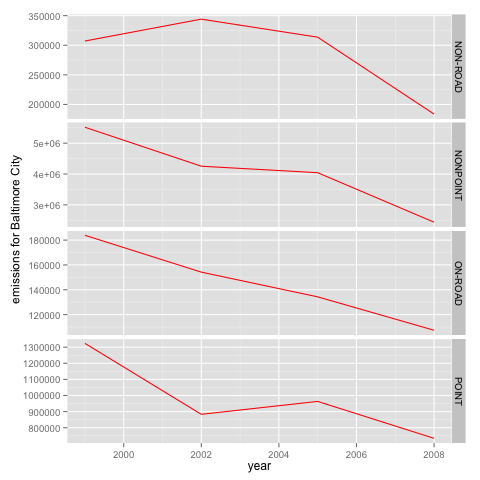 350000
300000
250000
200000
NON-ROAD
5e+06
4e+06
3e+06
NONPOINT
180000
160000
140000
120000
ON-ROAD
1300000
1200000
1100000
1000000
900000
800000
POINT
emissions for Baltimore City
2000 2002 2004 2006 2008
year